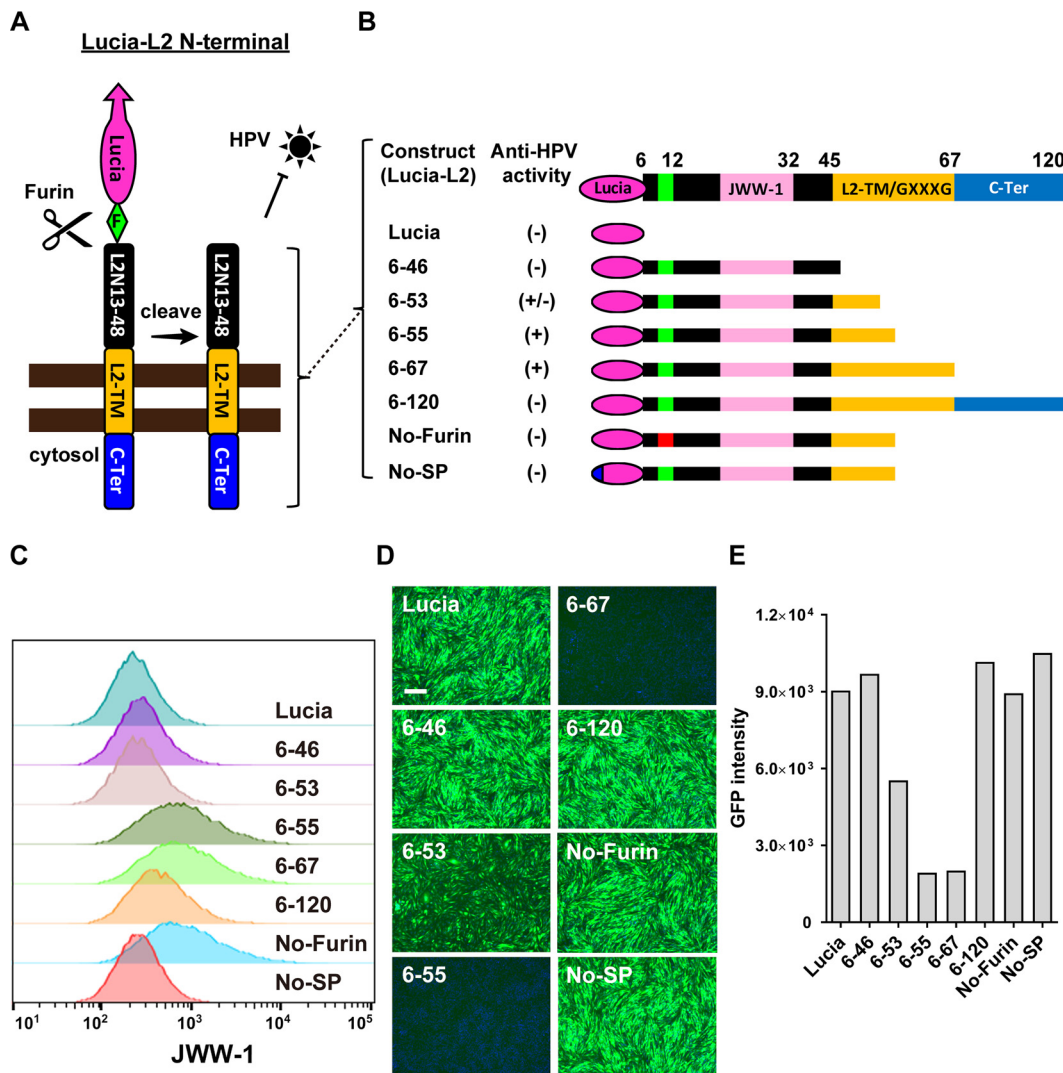 A
Lucia-L2 N-terminal
Lucia
Furin
F
HPV
L2N13-48
L2N13-48
cleave
L2-TM
L2-TM
cytosol
C-Ter
C-Ter
B
Construct Anti-HPV
(Lucia-L2) activity
6 12 32 45 67 120
Lucia JWW-1 L2-TM/GXXXG C-Ter
Lucia (-)
6-46 (-)
6-53 (+/-)
6-55 (+)
6-67 (+)
6-120 (-)
No-Furin (-)
No-SP (-)
C
Lucia
6-46
6-53
6-55
6-67
6-120
No-Furin
No-SP
10¹ 10² 10³ 10⁴ 10⁵
JWW-1
D
Lucia 6-67
6-46 6-120
6-53 No-Furin
6-55 No-SP
E
GFP intensity
1.2×10⁴
9.0×10³
6.0×10³
3.0×10³
0
Lucia 6-46 6-53 6-55 6-67 6-120 No-Furin No-SP